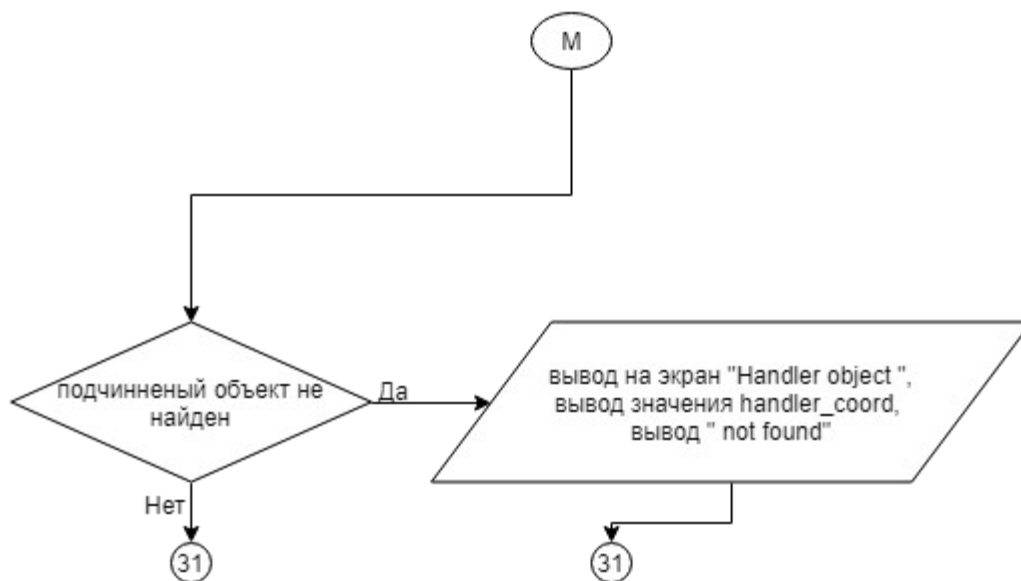 М
подчинненый объект не
найден
Да
вывод на экран "Handler object ",
вывод значения handler_coord,
вывод " not found"
Нет
31
31